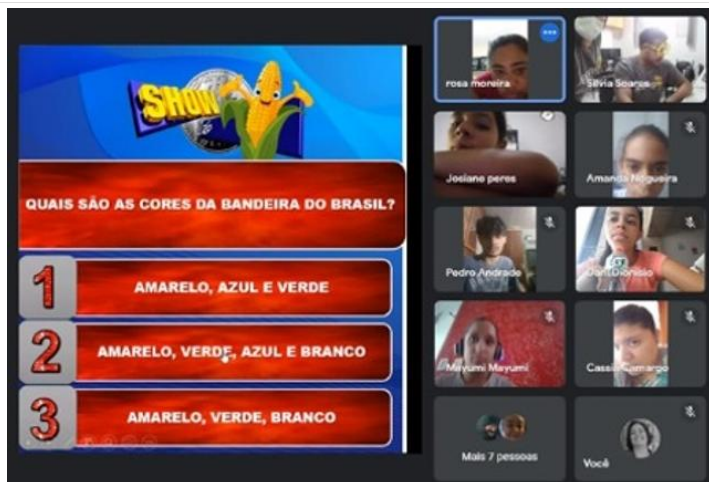 SHOW
QUAIS SÃO AS CORES DA BANDEIRA DO BRASIL?
1
AMARELO, AZUL E VERDE
2
AMARELO, VERDE, AZUL E BRANCO
3
AMARELO, VERDE, BRANCO
rosa moreira
Silvia Soares
Josiane peres
Amanda Nogueira
Pedro Andrade
Dani Dionisio
Mayumi Mayumi
Cassia Camargo
Mais 7 pessoas
Você